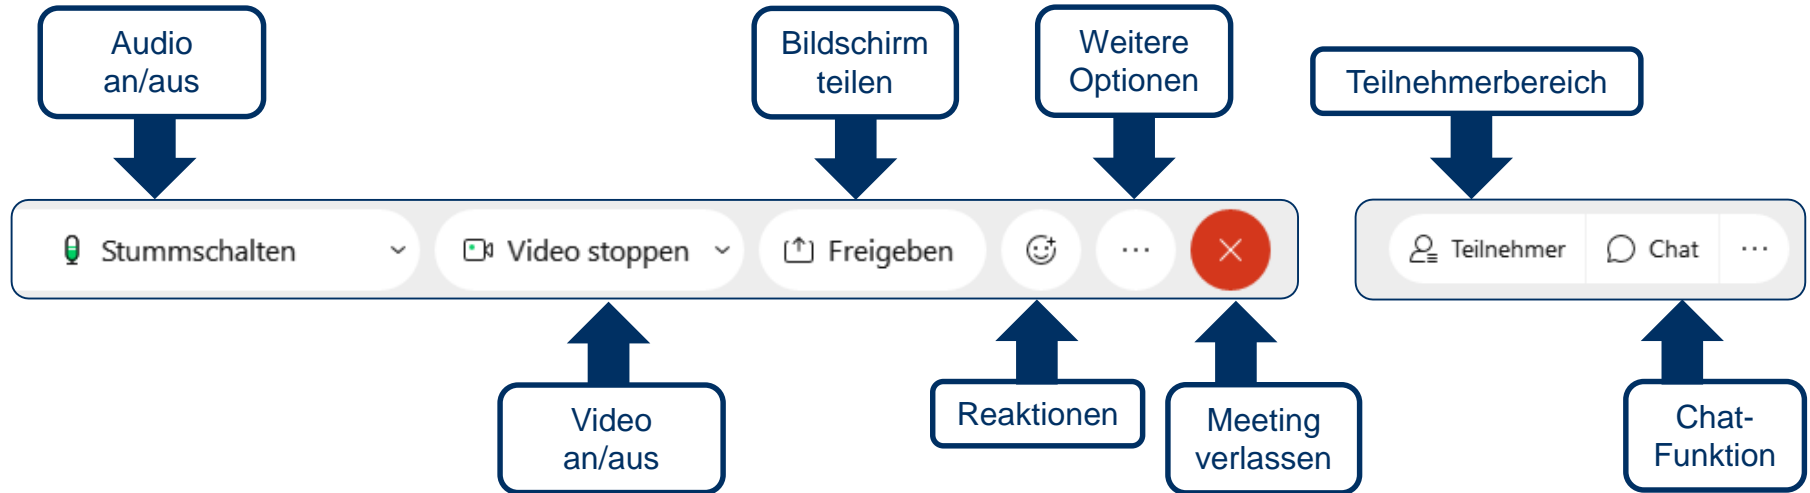 Audio
an/aus
Bildschirm
teilen
Weitere
Optionen
Teilnehmerbereich
Stummschalten
Video stoppen
Freigeben
Teilnehmer
Chat
Video
an/aus
Reaktionen
Meeting
verlassen
Chat-
Funktion